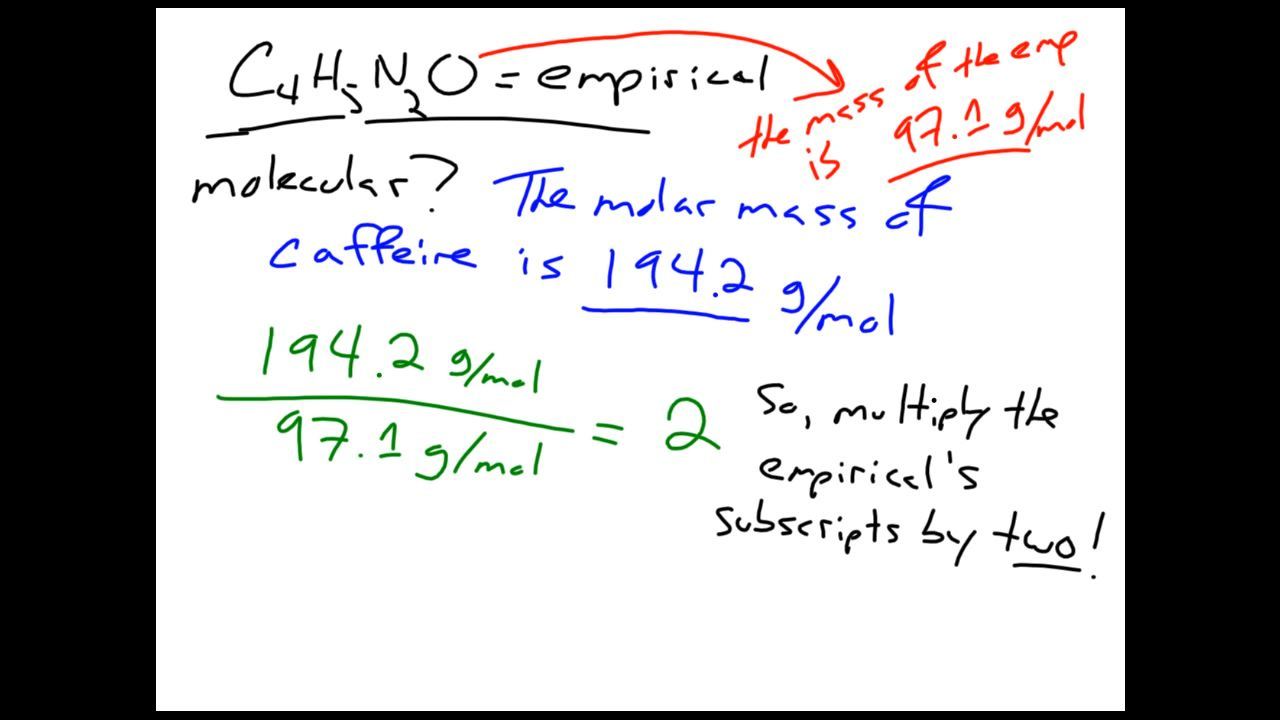 C₄H₅N₂O = empirical
the mass of the emp
is 97.1 g/mol
molecular? The molar mass of
caffeine is 194.2 g/mol
194.2 g/mol
97.1 g/mol = 2
So, multiply the
empirical's
subscripts by two!